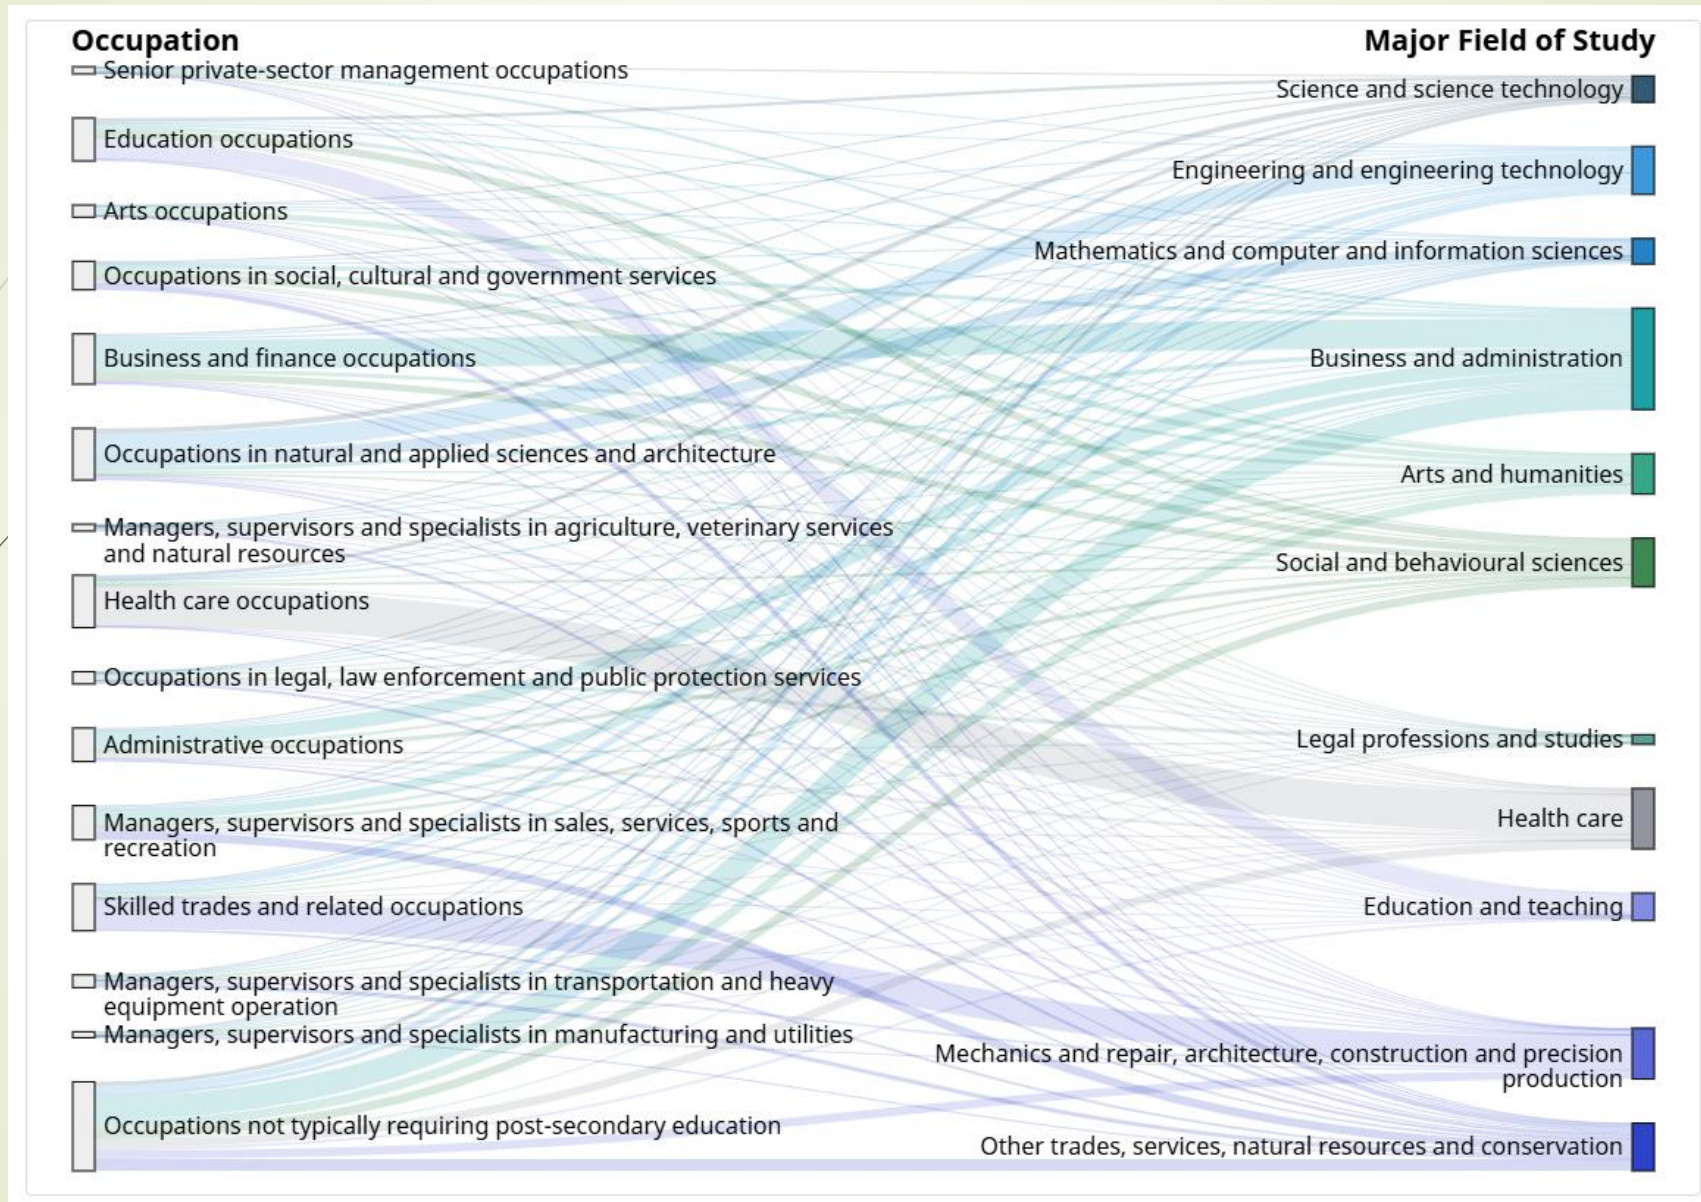 Occupation
Senior private-sector management occupations
Education occupations
Arts occupations
Occupations in social, cultural and government services
Business and finance occupations
Occupations in natural and applied sciences and architecture
Managers, supervisors and specialists in agriculture, veterinary services
and natural resources
Health care occupations
Occupations in legal, law enforcement and public protection services
Administrative occupations
Managers, supervisors and specialists in sales, services, sports and
recreation
Skilled trades and related occupations
Managers, supervisors and specialists in transportation and heavy
equipment operation
Managers, supervisors and specialists in manufacturing and utilities
Occupations not typically requiring post-secondary education
Major Field of Study
Science and science technology
Engineering and engineering technology
Mathematics and computer and information sciences
Business and administration
Arts and humanities
Social and behavioural sciences
Legal professions and studies
Health care
Education and teaching
Mechanics and repair, architecture, construction and precision
production
Other trades, services, natural resources and conservation